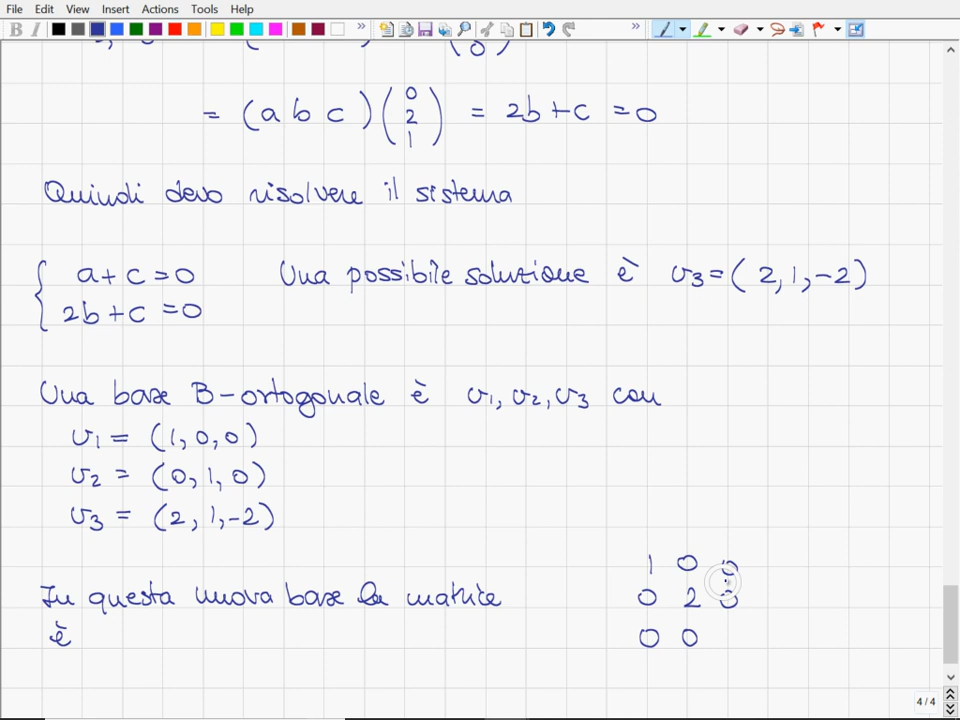 File Edit View Insert Actions Tools Help
B I
= (a b c) (0 2 1) = 2b+c =0
Quindi devo risolvere il sistema
a+c=0 Una possibile soluzione è v3=(2,1,-2)
2b+c=0
Una base B-ortogonale è v1,v2,v3 con
v1 = (1,0,0)
v2 = (0,1,0)
v3 = (2,1,-2)
1 0 0
In questa nuova base la matrice 0 2 0
è 0 0
4/4